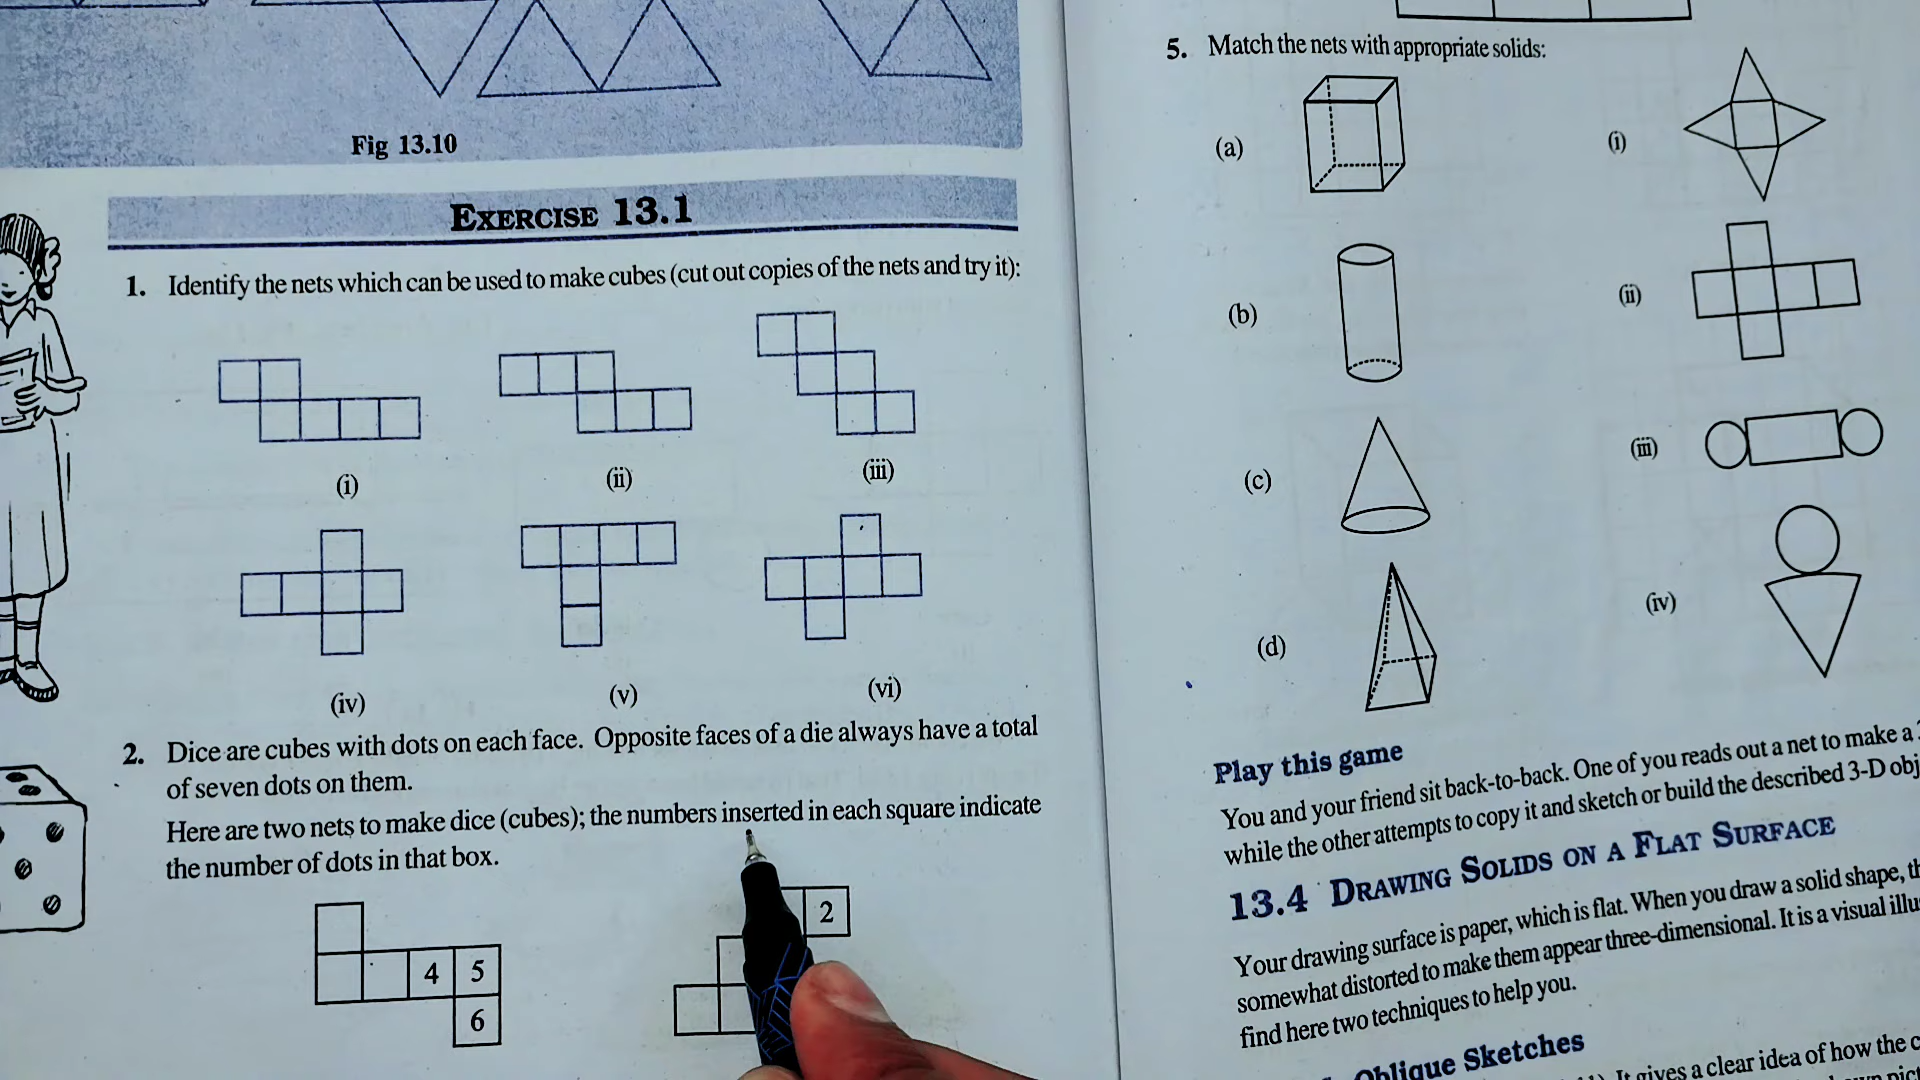 Fig 13.10
EXERCISE 13.1
1. Identify the nets which can be used to make cubes (cut out copies of the nets and try it):
(i)
(ii)
(iii)
(iv)
(v)
(vi)
2. Dice are cubes with dots on each face. Opposite faces of a die always have a total
of seven dots on them.
Here are two nets to make dice (cubes); the numbers inserted in each square indicate
the number of dots in that box.
4 5
6
2
5. Match the nets with appropriate solids:
(a)
(i)
(b)
(ii)
(c)
(iii)
(d)
(iv)
Play this game
You and your friend sit back-to-back. One of you reads out a net to make a
while the other attempts to copy it and sketch or build the described 3-D
13.4 DRAWING SOLIDS ON A FLAT SURFACE
Your drawing surface is paper, which is flat. When you draw a solid shape,
somewhat distorted to make them appear three-dimensional. It is a visual
find here two techniques to help you.
Oblique Sketches
It gives a clear idea of how the